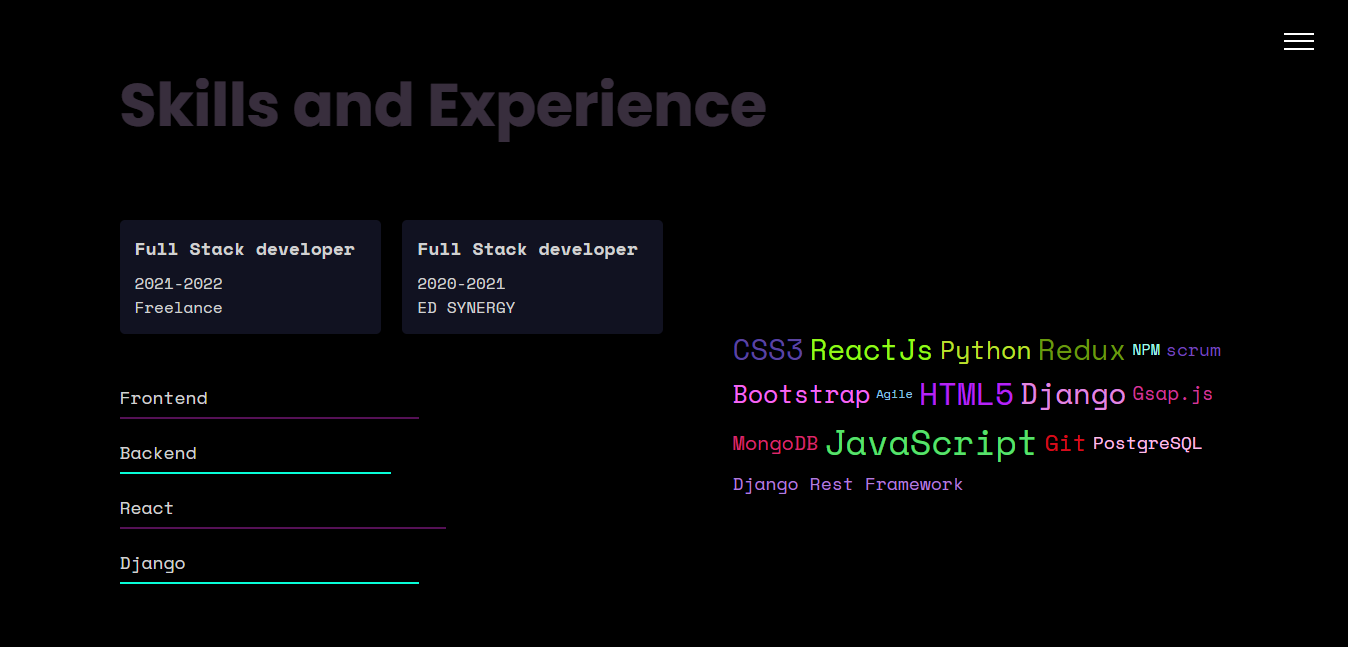 Skills and Experience
Full Stack developer
2021-2022
Freelance
Full Stack developer
2020-2021
ED SYNERGY
Frontend
Backend
React
Django
CSS3 ReactJs Python Redux NPM scrum
Bootstrap Agile HTML5 Django Gsap.js
MongoDB JavaScript Git PostgreSQL
Django Rest Framework